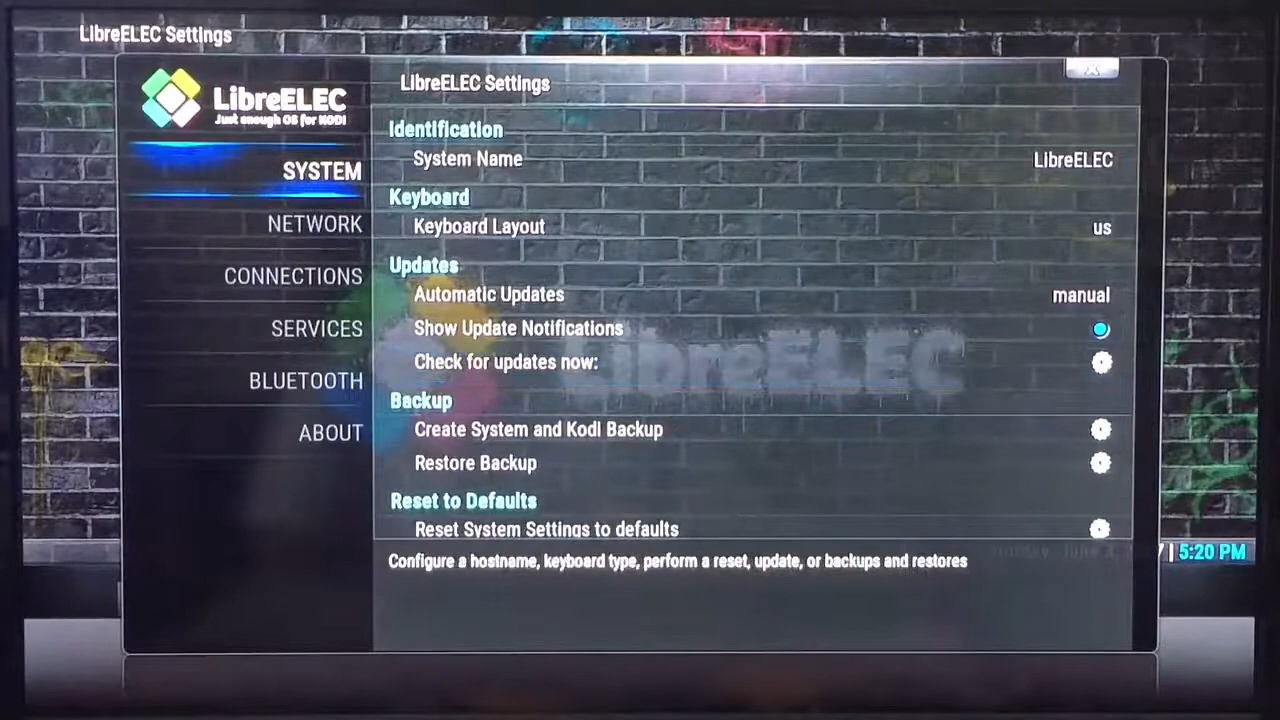 LibreELEC Settings
LibreELEC
Just enough OS for KODI
SYSTEM
NETWORK
CONNECTIONS
SERVICES
BLUETOOTH
ABOUT
LibreELEC Settings
Identification
System Name LibreELEC
Keyboard
Keyboard Layout us
Updates
Automatic Updates manual
Show Update Notifications
Check for updates now:
Backup
Create System and Kodi Backup
Restore Backup
Reset to Defaults
Reset System Settings to defaults
Configure a hostname, keyboard type, perform a reset, update, or backups and restores
LibreELEC
| 5:20 PM